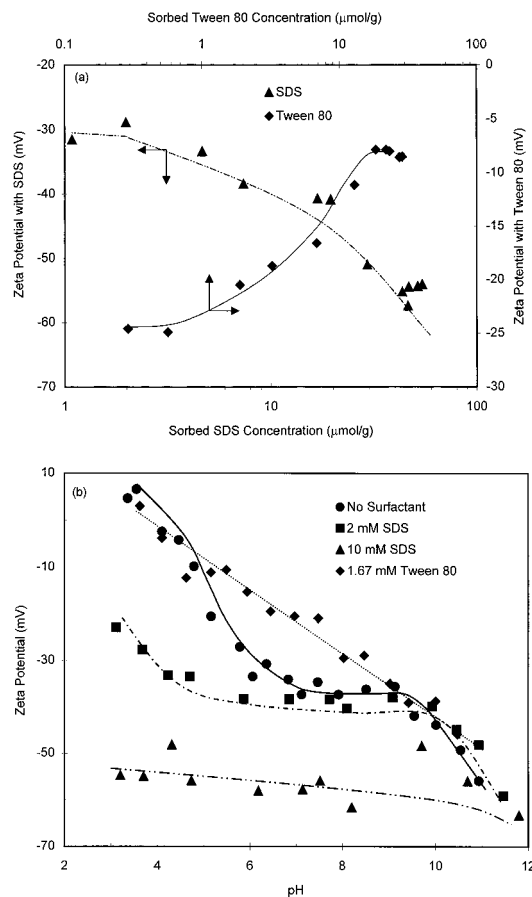 Sorbed Tween 80 Concentration (μmol/g)
0.1 1 10 100
-20 0
(a)
SDS
Tween 80
-30 -5
-10
-40
-15
-50
-20
-60 -25
-70 -30
Zeta Potential with SDS (mV)
Zeta Potential with Tween 80 (mV)
1 10 100
Sorbed SDS Concentration (μmol/g)
10
(b)
No Surfactant
2 mM SDS
10 mM SDS
1.67 mM Tween 80
-10
-30
-50
-70
Zeta Potential (mV)
2 4 6 8 10 12
pH